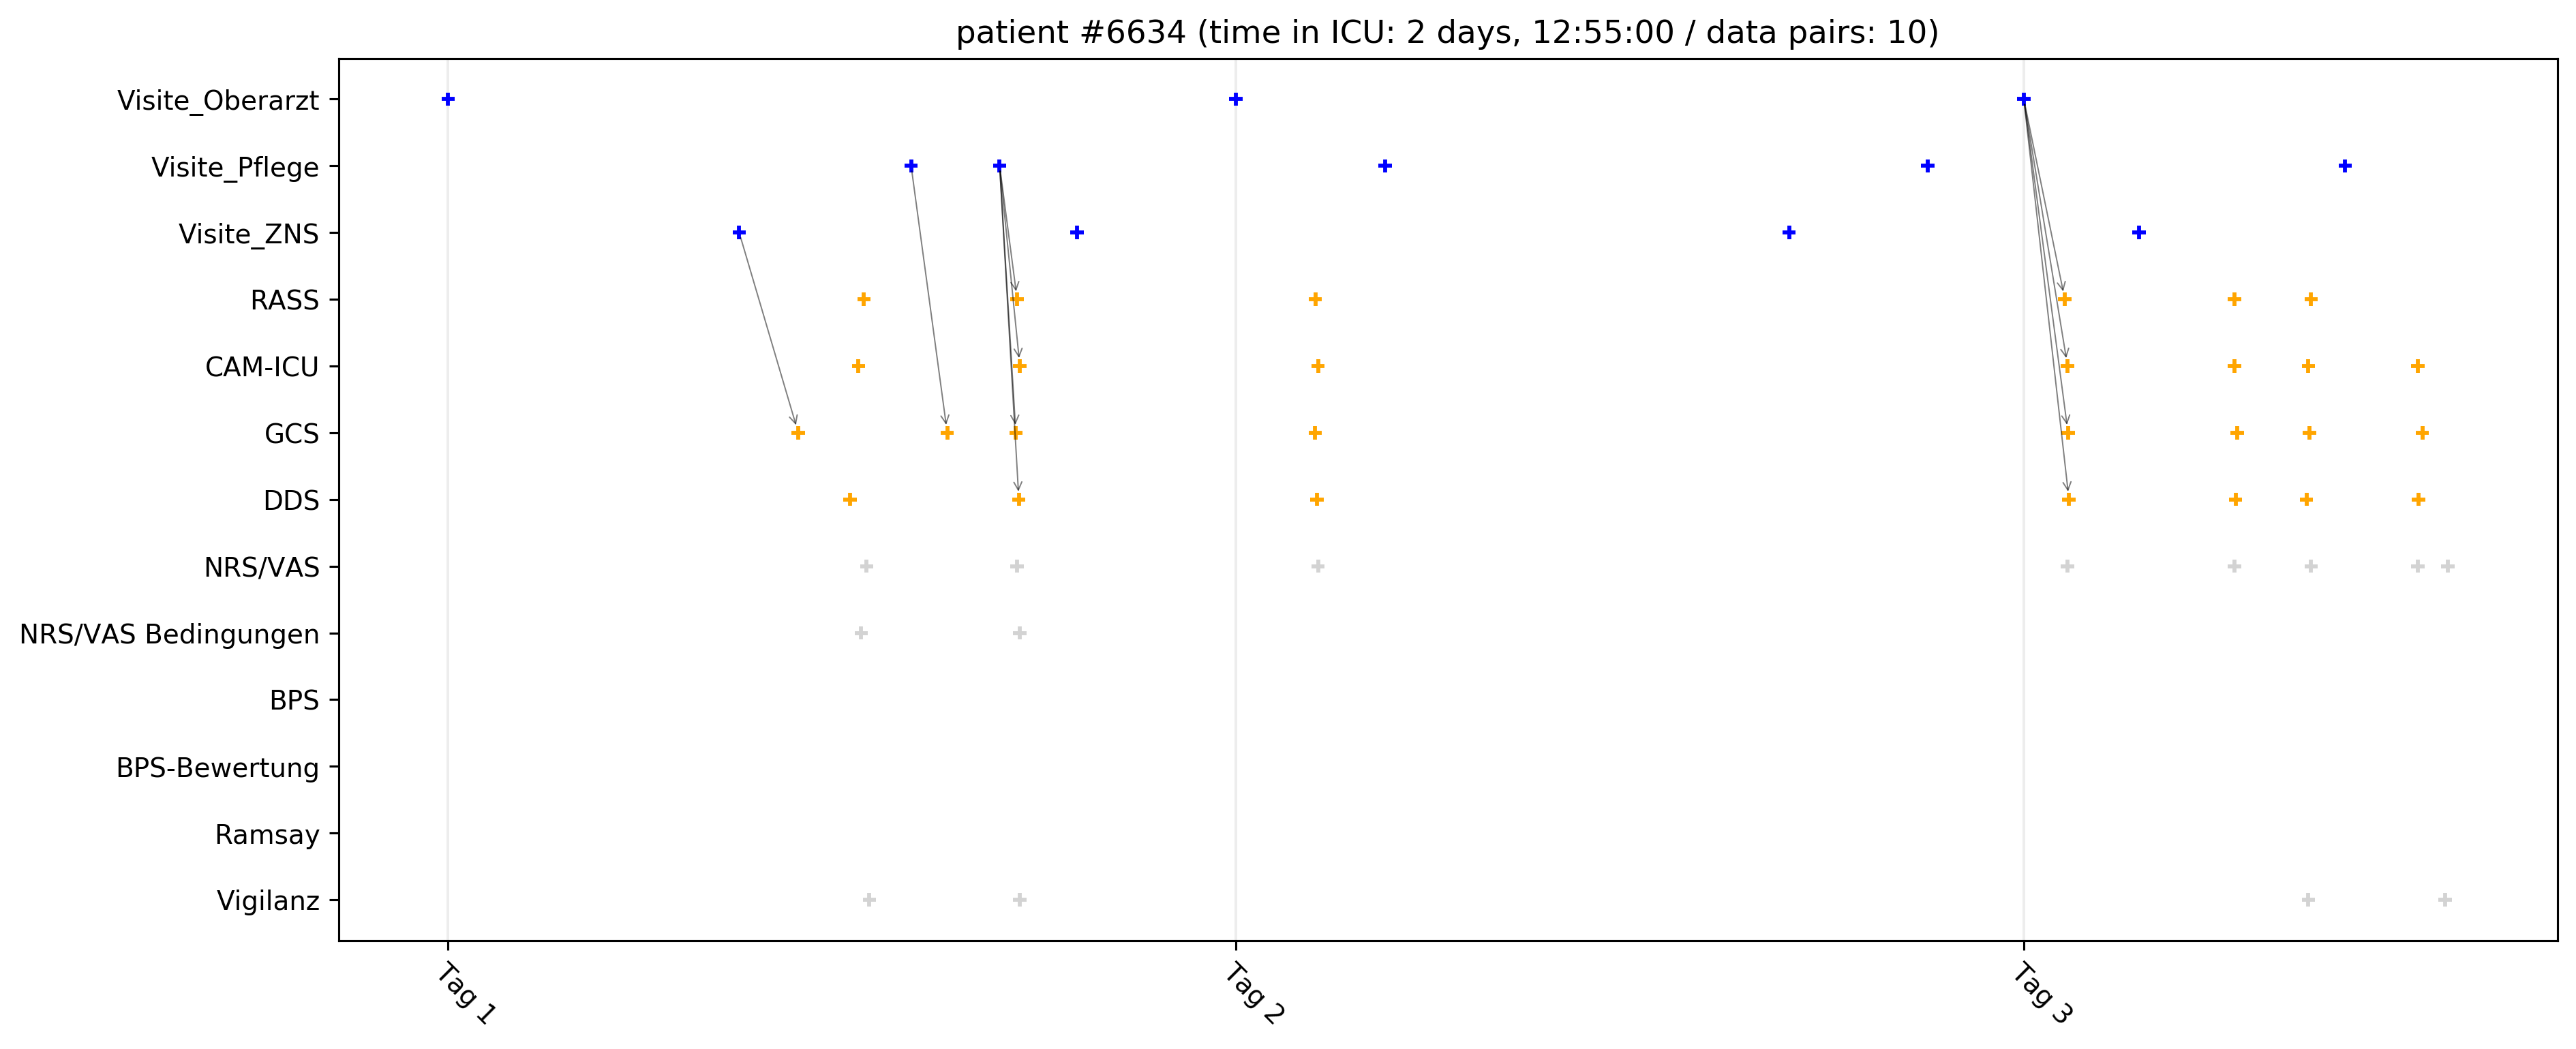 patient #6634 (time in ICU: 2 days, 12:55:00 / data pairs: 10)
Visite_Oberarzt
Visite_Pflege
Visite_ZNS
RASS
CAM-ICU
GCS
DDS
NRS/VAS
NRS/VAS Bedingungen
BPS
BPS-Bewertung
Ramsay
Vigilanz
Tag 1
Tag 2
Tag 3